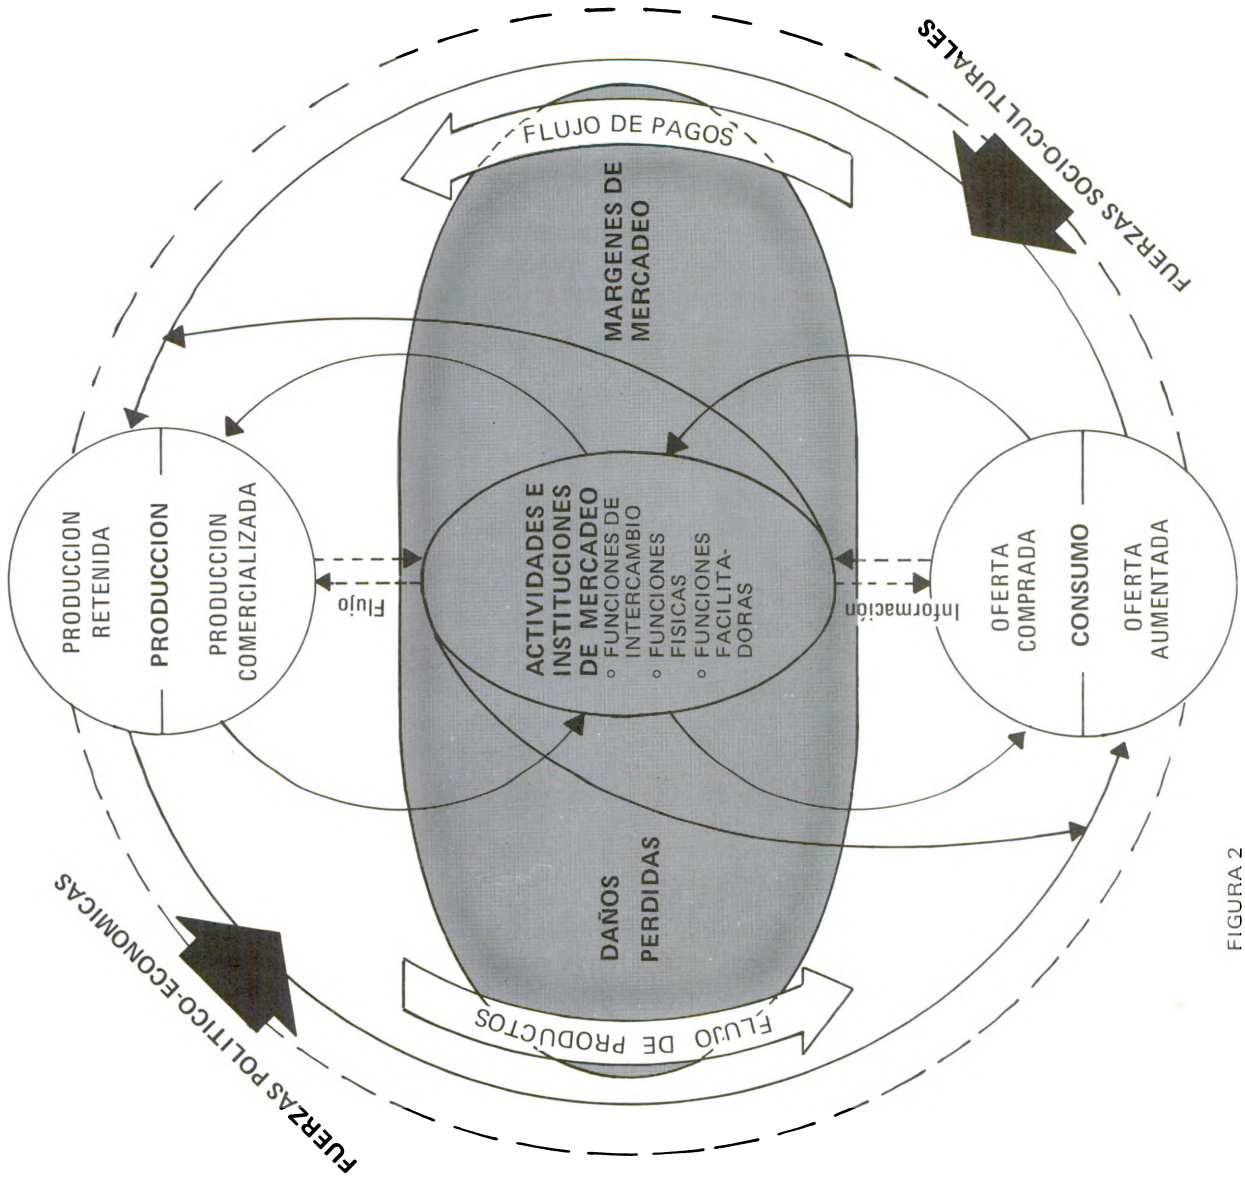 FUERZAS POLITICO-ECONOMICAS
FUERZAS SOCIO-CULTURALES
PRODUCCION
RETENIDA
PRODUCCION
PRODUCCION
COMERCIALIZADA
Flujo
FLUJO DE PRODUCTOS
DAÑOS
PERDIDAS
ACTIVIDADES E
INSTITUCIONES
DE MERCADEO
o FUNCIONES DE
INTERCAMBIO
o FUNCIONES
FISICAS
o FUNCIONES
FACILITA-
DORAS
MARGENES DE
MERCADEO
FLUJO DE PAGOS
Información
OFERTA
COMPRADA
CONSUMO
OFERTA
AUMENTADA
FIGURA 2